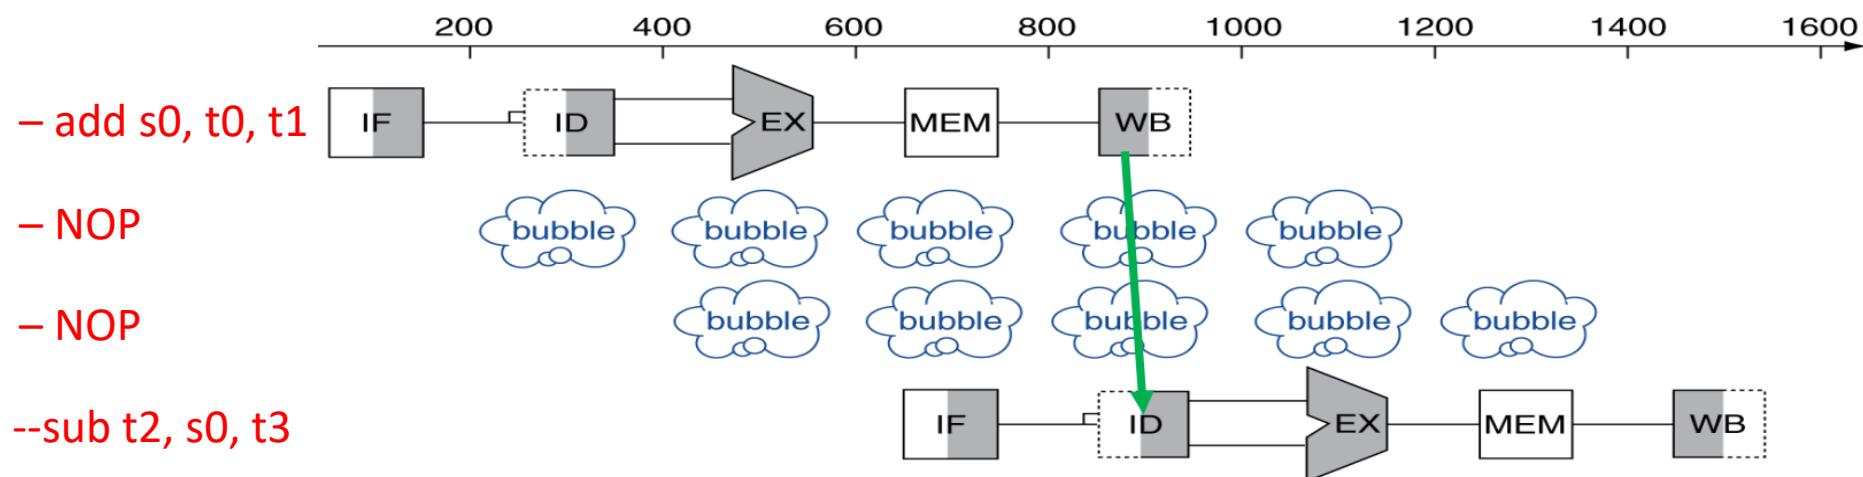 200 400 600 800 1000 1200 1400 1600
– add s0, t0, t1 IF ID EX MEM WB
– NOP bubble bubble bubble bubble bubble
– NOP bubble bubble bubble bubble bubble
--sub t2, s0, t3 IF ID EX MEM WB